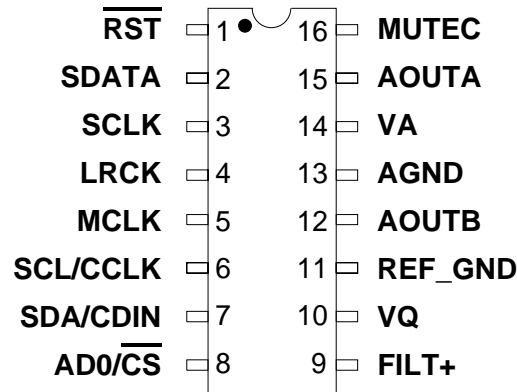 RST 1 16 MUTEC
SDATA 2 15 AOUTA
SCLK 3 14 VA
LRCK 4 13 AGND
MCLK 5 12 AOUTB
SCL/CCLK 6 11 REF_GND
SDA/CDIN 7 10 VQ
AD0/CS 8 9 FILT+